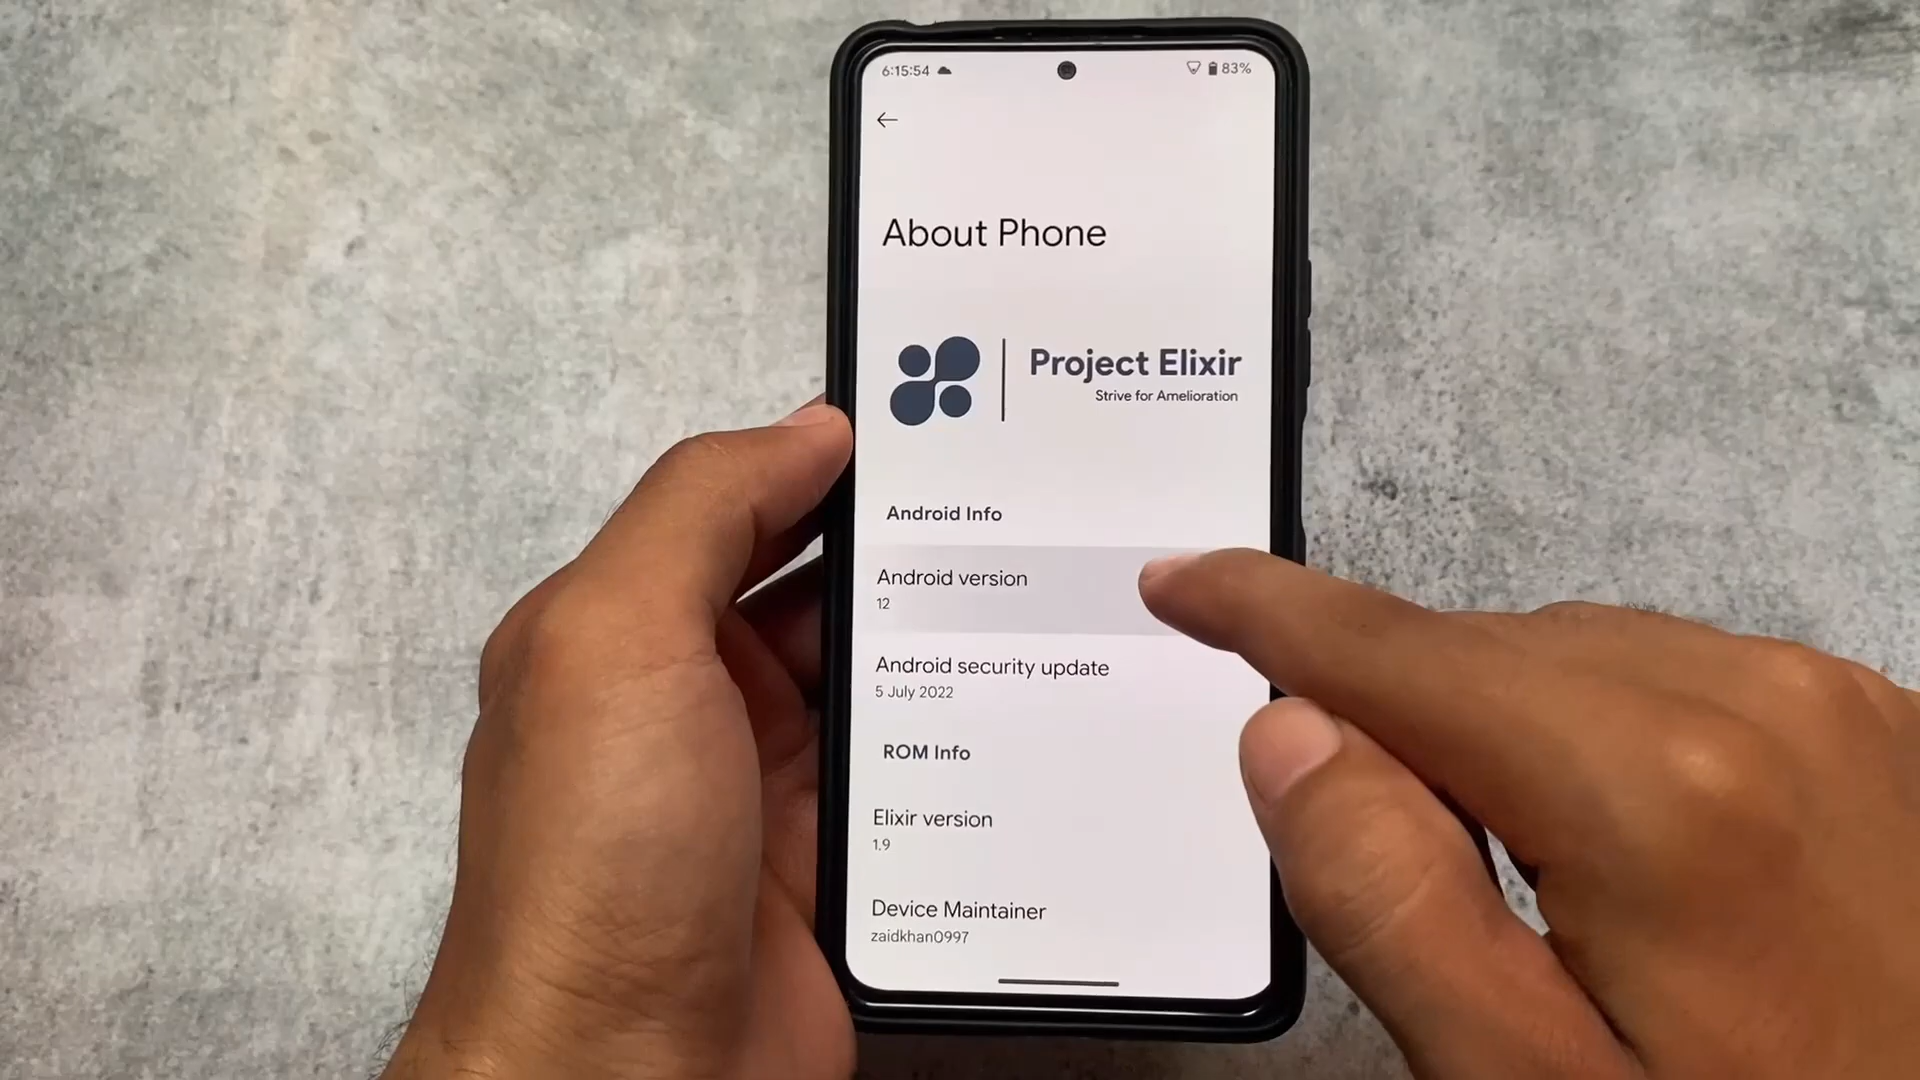 6:15:54
83%
About Phone
Project Elixir
Strive for Amelioration
Android Info
Android version
12
Android security update
5 July 2022
ROM Info
Elixir version
1.9
Device Maintainer
zaidkhan0997